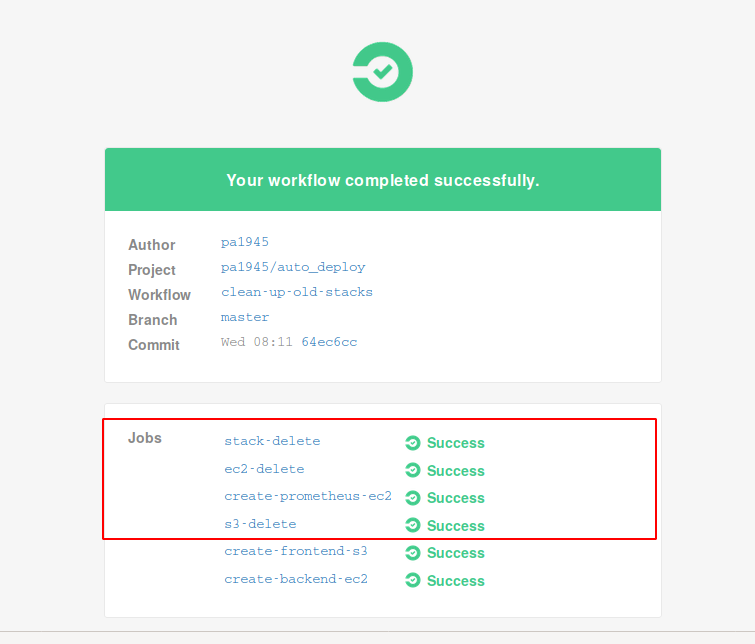 Your workflow completed successfully.
Author pa1945
Project pa1945/auto_deploy
Workflow clean-up-old-stacks
Branch master
Commit Wed 08:11 64ec6cc
Jobs stack-delete Success
ec2-delete Success
create-prometheus-ec2 Success
s3-delete Success
create-frontend-s3 Success
create-backend-ec2 Success